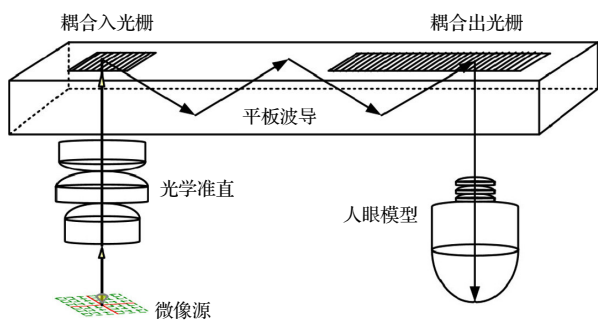 耦合入光栅
耦合出光栅
平板波导
光学准直
人眼模型
微像源